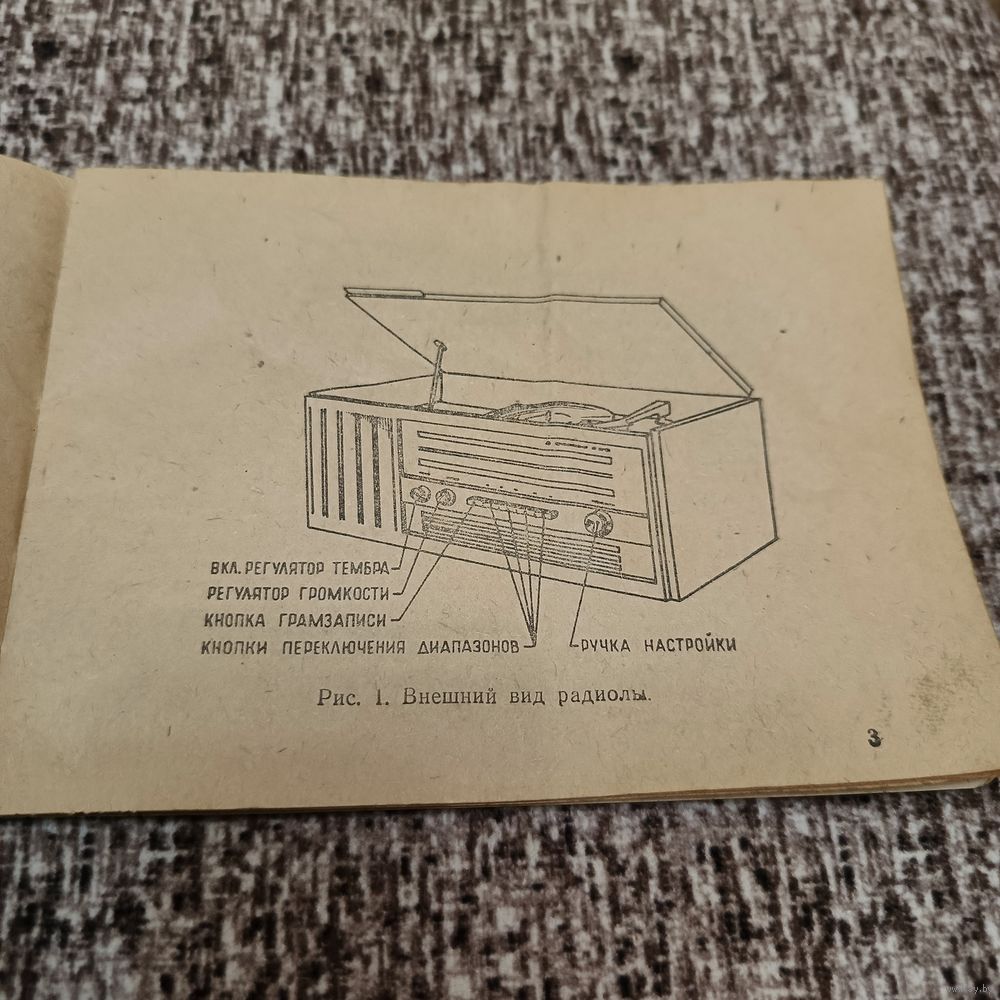 ВКЛ. РЕГУЛЯТОР ТЕМБРА
РЕГУЛЯТОР ГРОМКОСТИ
КНОПКА ГРАМЗАПИСИ
КНОПКИ ПЕРЕКЛЮЧЕНИЯ ДИАПАЗОНОВ
РУЧКА НАСТРОЙКИ
Рис. 1. Внешний вид радиолы.
3